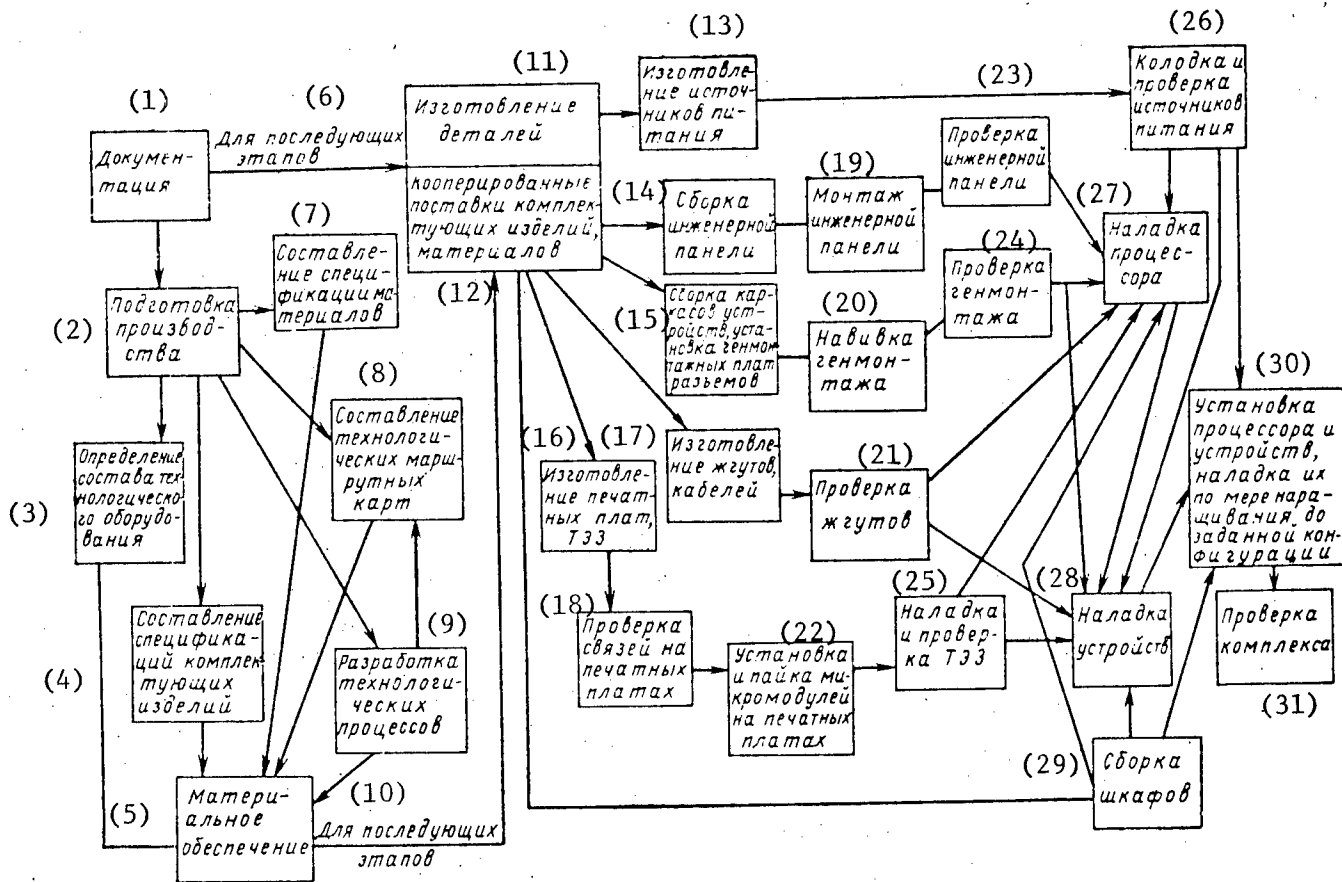 (1)
Докумен-
тация
(6)
Для последующих
этапов
(11)
Изготовление
деталей
кооперированные
поставки комплек-
тующих изделий,
материалов
(12)
(13)
Изготовле-
ние источ-
ников пи-
тания
(23)
(26)
Колодка и
проверка
источников
питания
(2)
Подготовка
производ-
ства
(7)
Составле-
ние специ-
фикации ма-
териалов
(14)
Сборка
инженерной
панели
(19)
Монтаж
инженерной
панели
Проверка
инженерной
панели
(27)
Наладка
процес-
сора
(15)
Сборка кар-
касов уст-
ройств, уста-
новка генмон-
тажных плат
разъемов
(20)
Навивка
генмон-
тажа
(24)
Проверка
генмон-
тажа
(3)
Определение
состава тех-
нологическо-
го оборудо-
вания
(8)
Составление
технологи-
ческих марш-
рутных
карт
(16)
Изготовле-
ние печат-
ных плат,
ТЭЗ
(17)
Изготовле-
ние жгутов,
кабелей
(21)
Проверка
жгутов
(30)
Установка
процессора и
устройств,
наладка их
по мере нара-
щивания до
заданной кон-
фигурации
(4)
Составление
специфика-
ций комплек-
тующих
изделий
(9)
Разработка
технологи-
ческих
процессов
(18)
Проверка
связей на
печатных
платах
(22)
Установка
и пайка ми-
кромодулей
на печатных
платах
(25)
Наладка
и провер-
ка ТЭЗ
(28)
Наладка
устройств
Проверка
комплекса
(31)
(5)
Матери-
альное
обеспечение
(10)
Для последующих
этапов
(29)
Сборка
шкафов